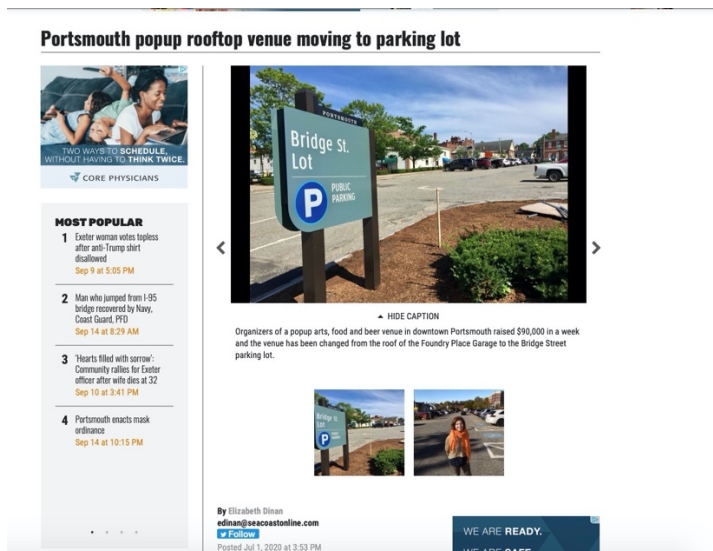 Portsmouth popup rooftop venue moving to parking lot
TWO WAYS TO SCHEDULE,
WITHOUT HAVING TO THINK TWICE.
CORE PHYSICIANS
MOST POPULAR
1 Exeter woman votes topless
after anti-Trump shirt
disallowed
Sep 9 at 5:05 PM
2 Man who jumped from I-95
bridge recovered by Navy,
Coast Guard, PFD
Sep 14 at 8:29 AM
3 'Hearts filled with sorrow':
Community rallies for Exeter
officer after wife dies at 32
Sep 10 at 3:41 PM
4 Portsmouth enacts mask
ordinance
Sep 14 at 10:15 PM
PORTSMOUTH
Bridge St.
Lot
P PUBLIC
PARKING
HIDE CAPTION
Organizers of a popup arts, food and beer venue in downtown Portsmouth raised $90,000 in a week
and the venue has been changed from the roof of the Foundry Place Garage to the Bridge Street
parking lot.
Bridge St.
Lot
P
By Elizabeth Dinan
edinan@seacoastonline.com
Follow
Posted Jul 1, 2020 at 3:53 PM
WE ARE READY.
WE ARE SAFE.